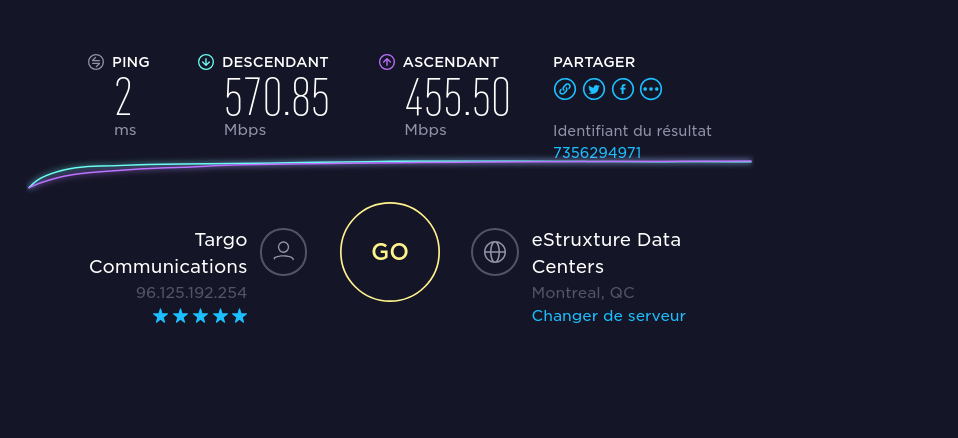 PING
2
ms
DESCENDANT
570.85
Mbps
ASCENDANT
455.50
Mbps
PARTAGER
Identifiant du résultat
7356294971
Targo
Communications
96.125.192.254
GO
eStruxture Data
Centers
Montreal, QC
Changer de serveur